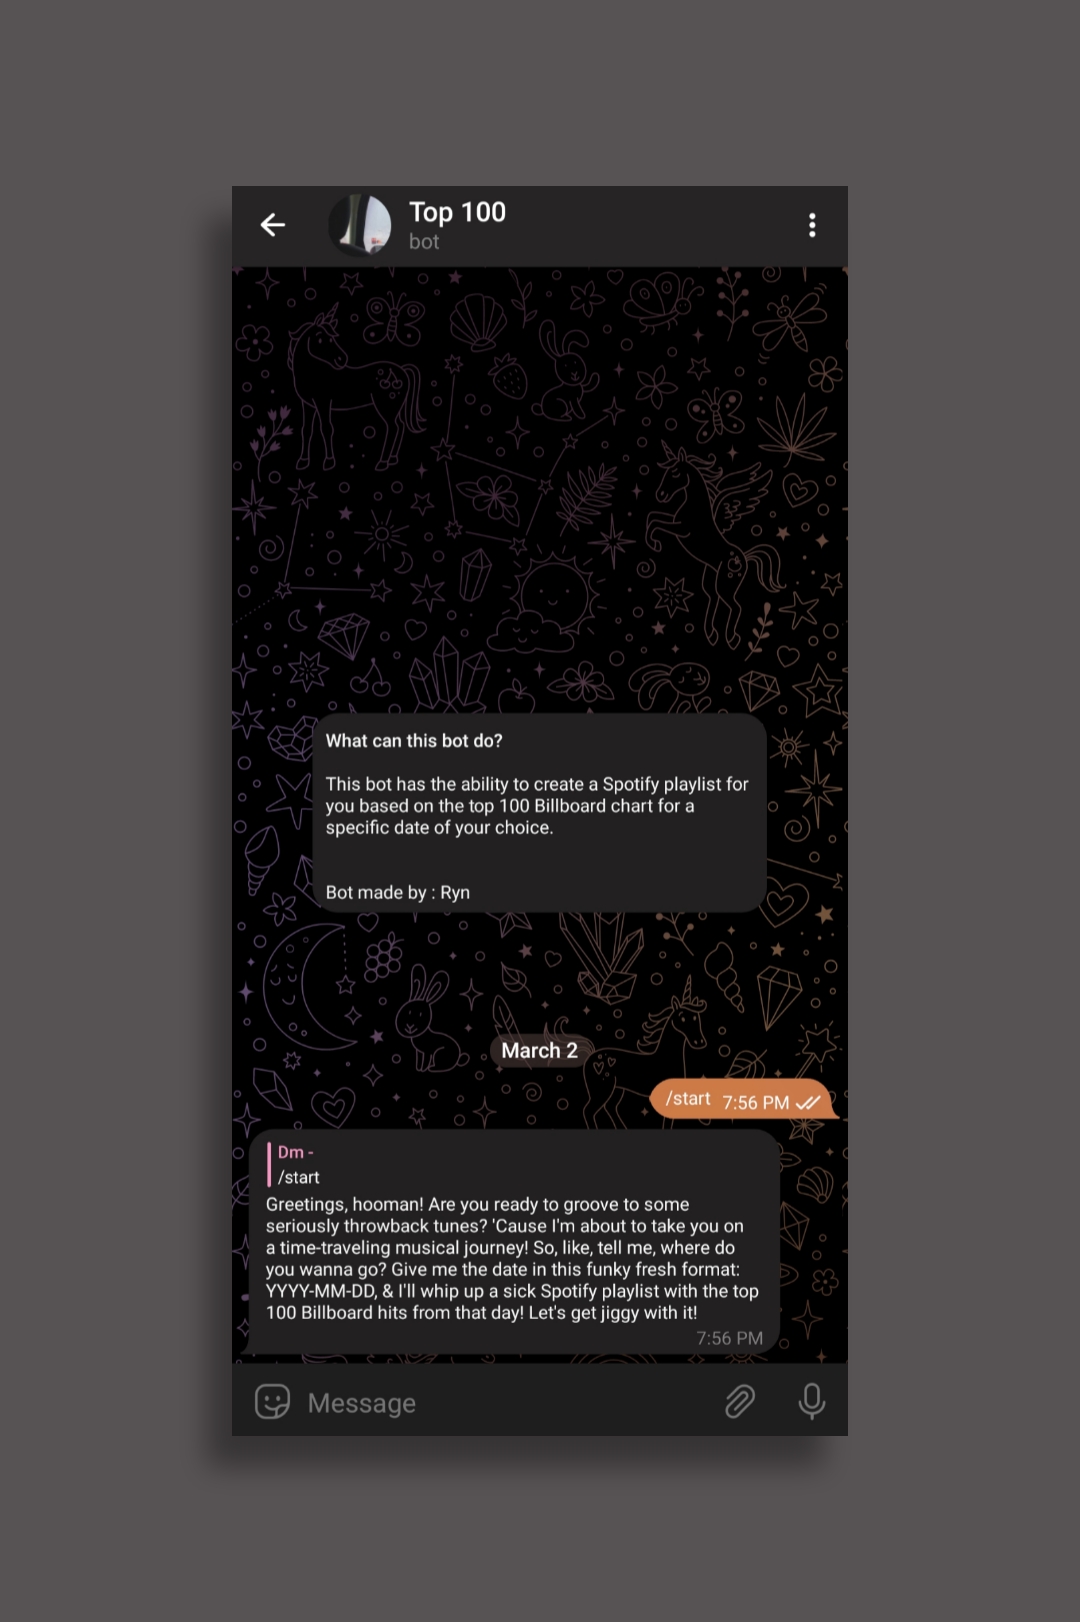 Top 100
bot
What can this bot do?
This bot has the ability to create a Spotify playlist for
you based on the top 100 Billboard chart for a
specific date of your choice.
Bot made by : Ryn
March 2
/start 7:56 PM
Dm -
/start
Greetings, hooman! Are you ready to groove to some
seriously throwback tunes? 'Cause I'm about to take you on
a time-traveling musical journey! So, like, tell me, where do
you wanna go? Give me the date in this funky fresh format:
YYYY-MM-DD, & I'll whip up a sick Spotify playlist with the top
100 Billboard hits from that day! Let's get jiggy with it!
7:56 PM
Message